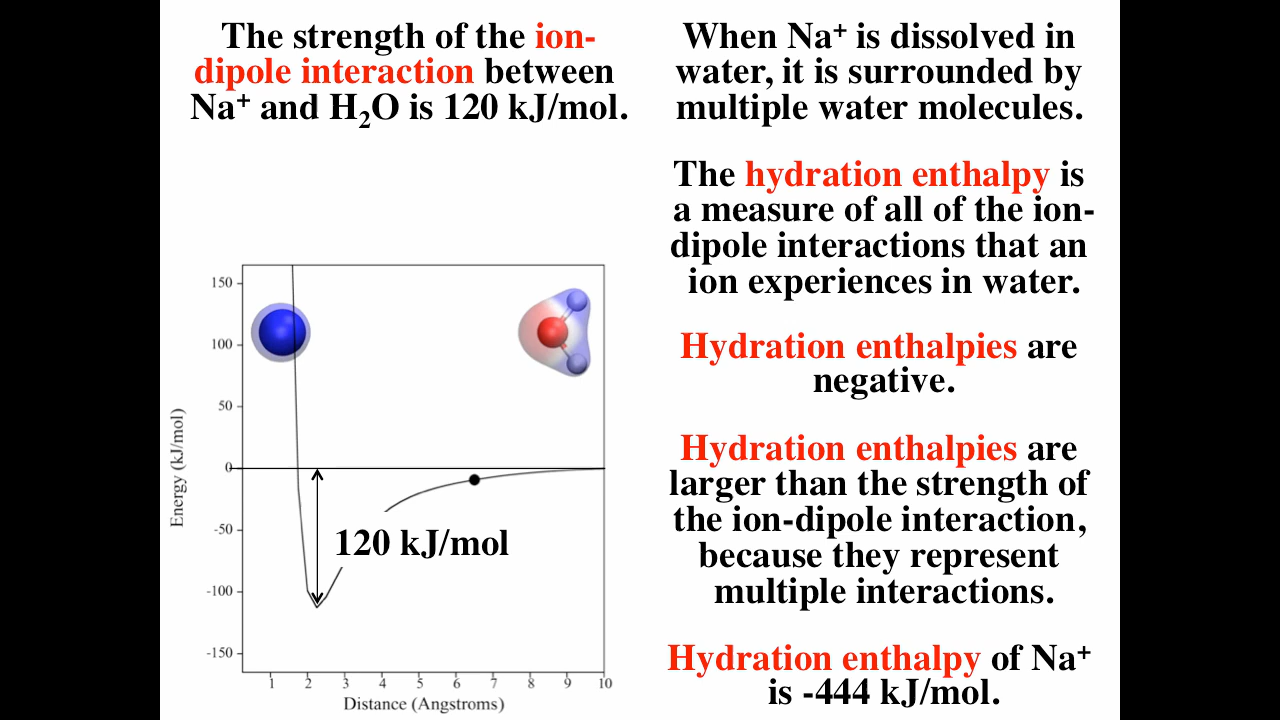 The strength of the ion-
dipole interaction between
Na⁺ and H₂O is 120 kJ/mol.
When Na⁺ is dissolved in
water, it is surrounded by
multiple water molecules.
The hydration enthalpy is
a measure of all of the ion-
dipole interactions that an
ion experiences in water.
Hydration enthalpies are
negative.
Hydration enthalpies are
larger than the strength of
the ion-dipole interaction,
because they represent
multiple interactions.
Hydration enthalpy of Na⁺
is -444 kJ/mol.
Energy (kJ/mol)
150
100
50
0
-50
-100
-150
120 kJ/mol
1 2 3 4 5 6 7 8 9 10
Distance (Angstroms)